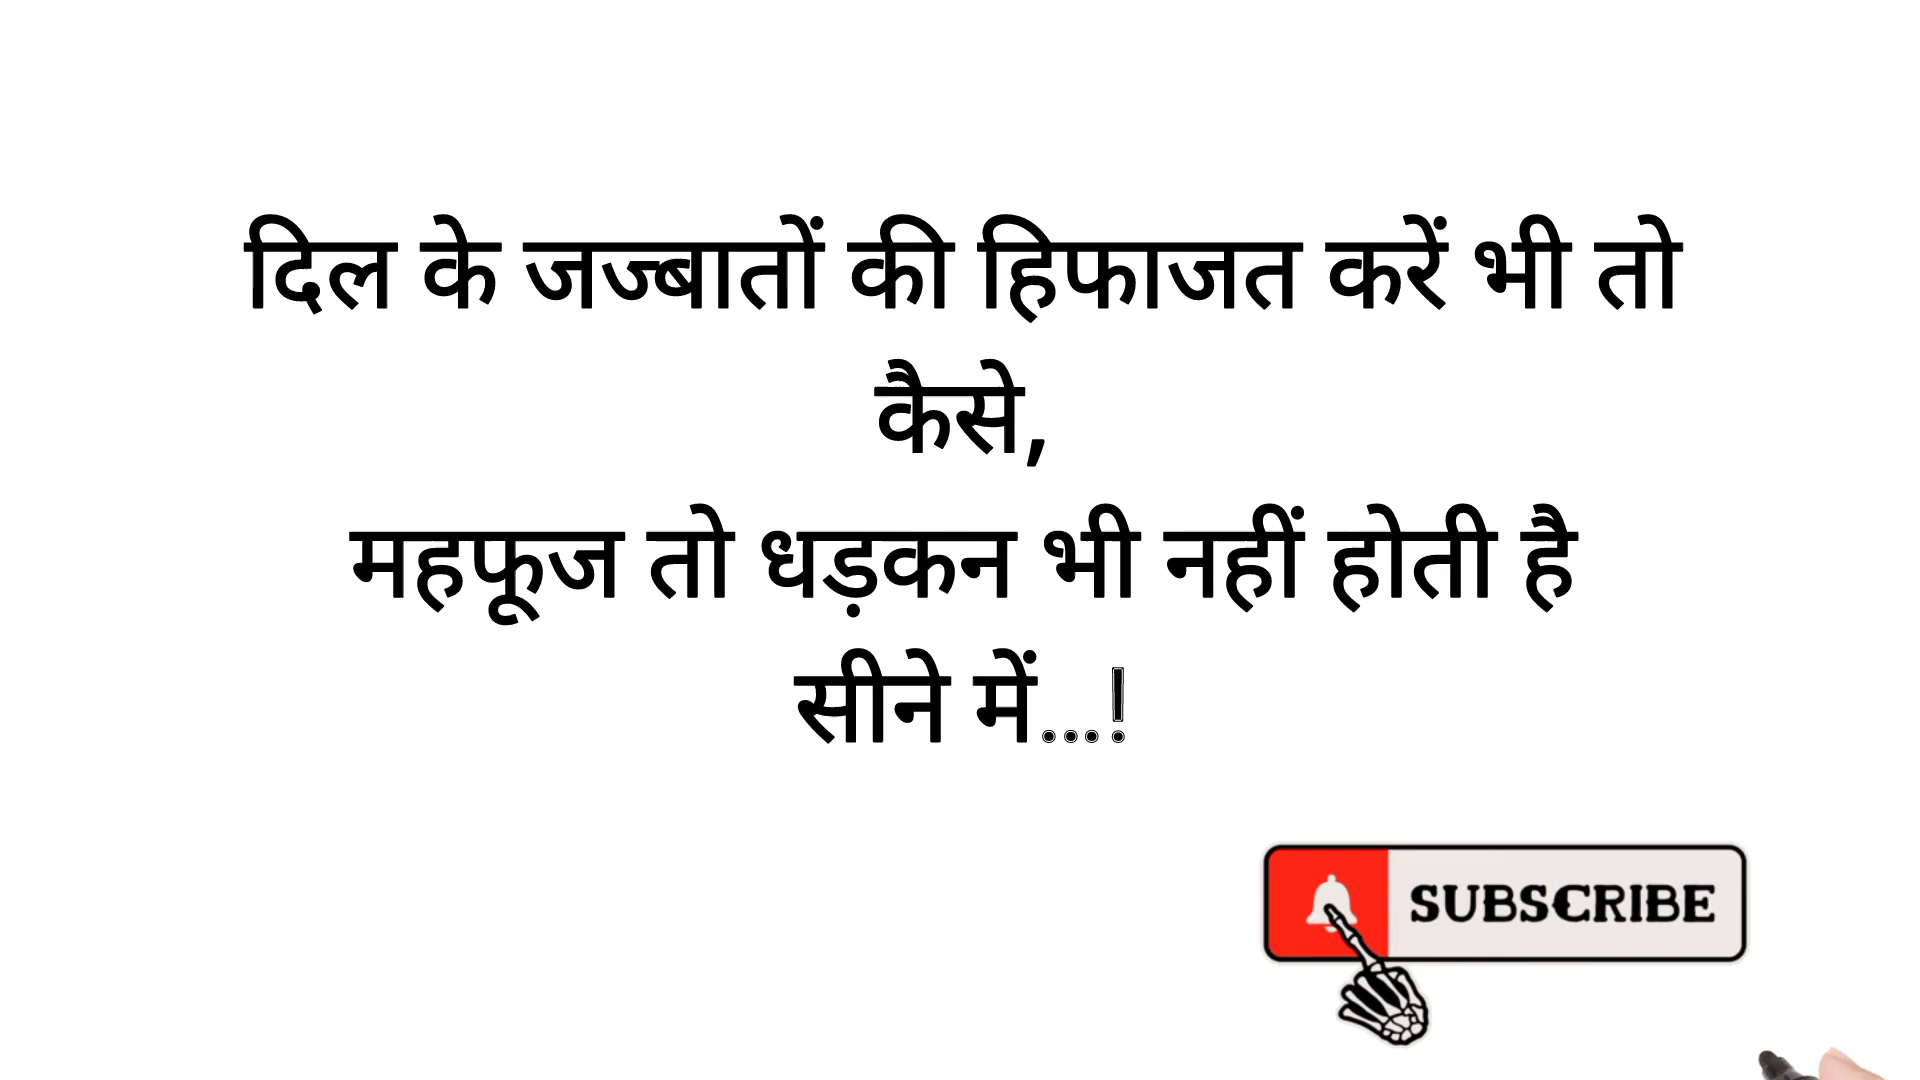 दिल के जज्बातों की हिफाजत करें भी तो
कैसे,
महफूज तो धड़कन भी नहीं होती है
सीने में...!
SUBSCRIBE